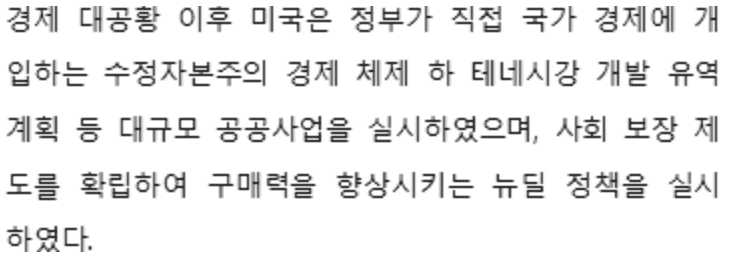 경제 대공황 이후 미국은 정부가 직접 국가 경제에 개
입하는 수정자본주의 경제 체제 하 테네시강 개발 유역
계획 등 대규모 공공사업을 실시하였으며, 사회 보장 제
도를 확립하여 구매력을 향상시키는 뉴딜 정책을 실시
하였다.